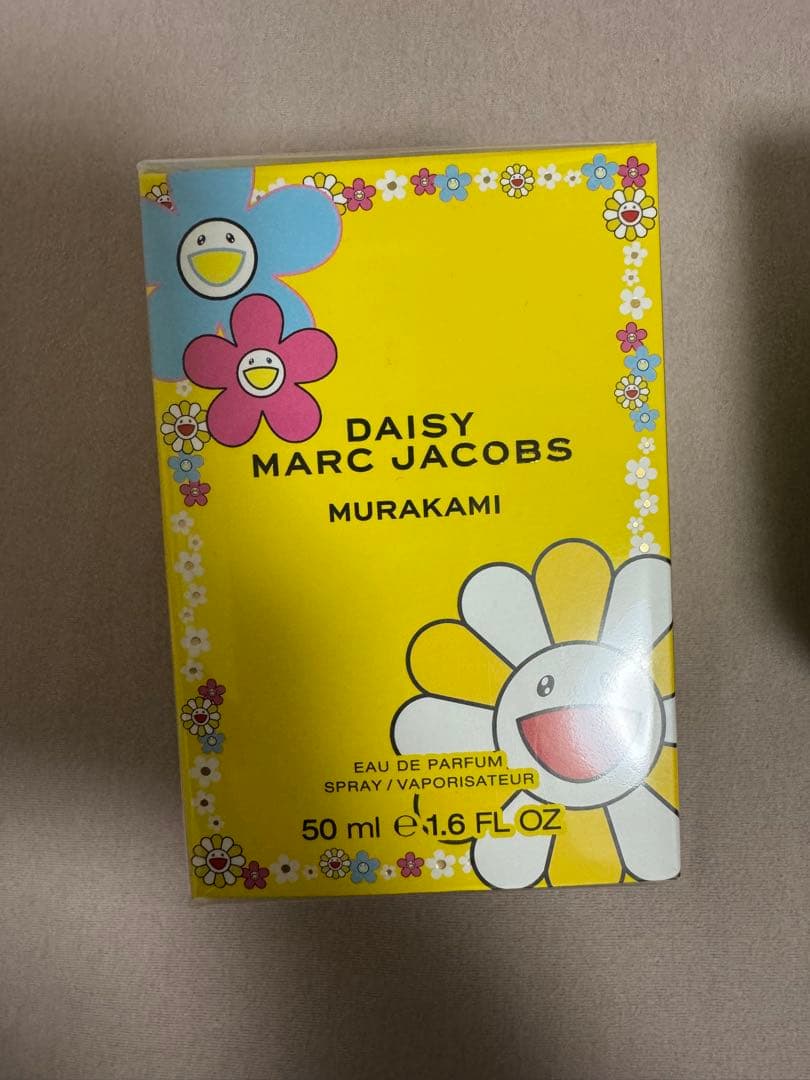 DAISY
MARC JACOBS
MURAKAMI
EAU DE PARFUM
SPRAY / VAPORISATEUR
50 ml ℮ 1.6 FL OZ